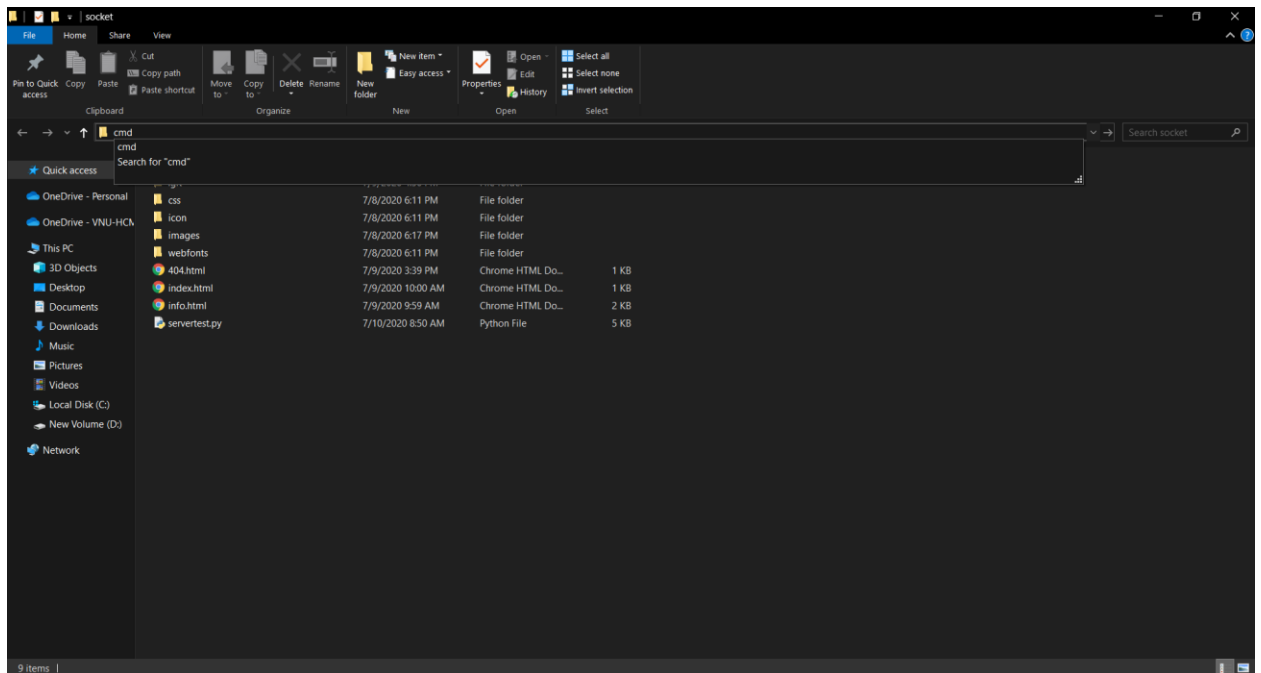 socket
File Home Share View
Pin to Quick access
Copy
Paste
Cut
Copy path
Paste shortcut
Move to
Copy to
Delete
Rename
New folder
New item
Easy access
Properties
Open
Edit
History
Select all
Select none
Invert selection
Clipboard Organize New Open Select
cmd
Search socket
cmd
Search for "cmd"
Quick access
OneDrive - Personal
OneDrive - VNU-HCM
This PC
3D Objects
Desktop
Documents
Downloads
Music
Pictures
Videos
Local Disk (C:)
New Volume (D:)
Network
css 7/8/2020 6:11 PM File folder
icon 7/8/2020 6:11 PM File folder
images 7/8/2020 6:17 PM File folder
webfonts 7/8/2020 6:11 PM File folder
404.html 7/9/2020 3:39 PM Chrome HTML Do... 1 KB
index.html 7/9/2020 10:00 AM Chrome HTML Do... 1 KB
info.html 7/9/2020 9:59 AM Chrome HTML Do... 2 KB
servertest.py 7/10/2020 8:50 AM Python File 5 KB
9 items